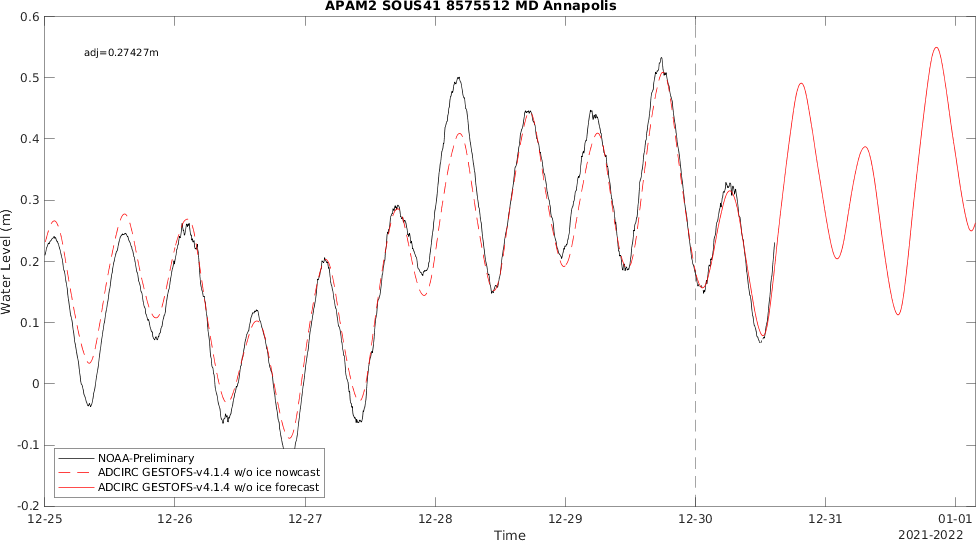 APAM2 SOUS41 8575512 MD Annapolis
adj=0.27427m
0.6
0.5
0.4
0.3
0.2
0.1
0
-0.1
-0.2
Water Level (m)
NOAA-Preliminary
ADCIRC GESTOFS-v4.1.4 w/o ice nowcast
ADCIRC GESTOFS-v4.1.4 w/o ice forecast
12-25 12-26 12-27 12-28 12-29 12-30 12-31 01-01
Time
2021-2022